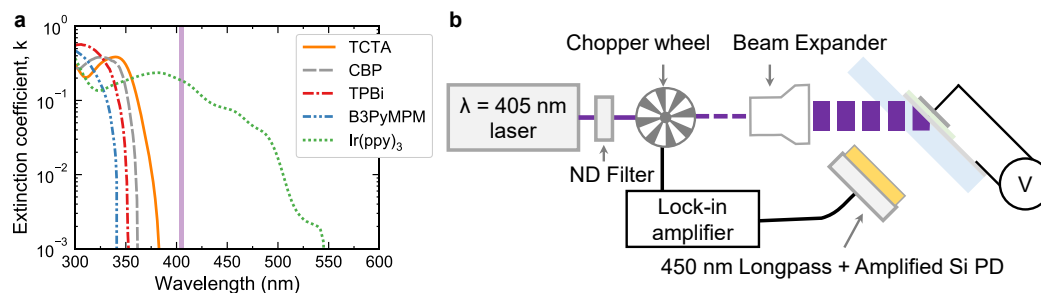 a
10⁰
10⁻¹
10⁻²
10⁻³
Extinction coefficient, k
300 350 400 450 500 550 600
Wavelength (nm)
TCTA
CBP
TPBi
B3PyMPM
Ir(ppy)₃
b
Chopper wheel
Beam Expander
λ = 405 nm
laser
ND Filter
Lock-in
amplifier
V
450 nm Longpass + Amplified Si PD